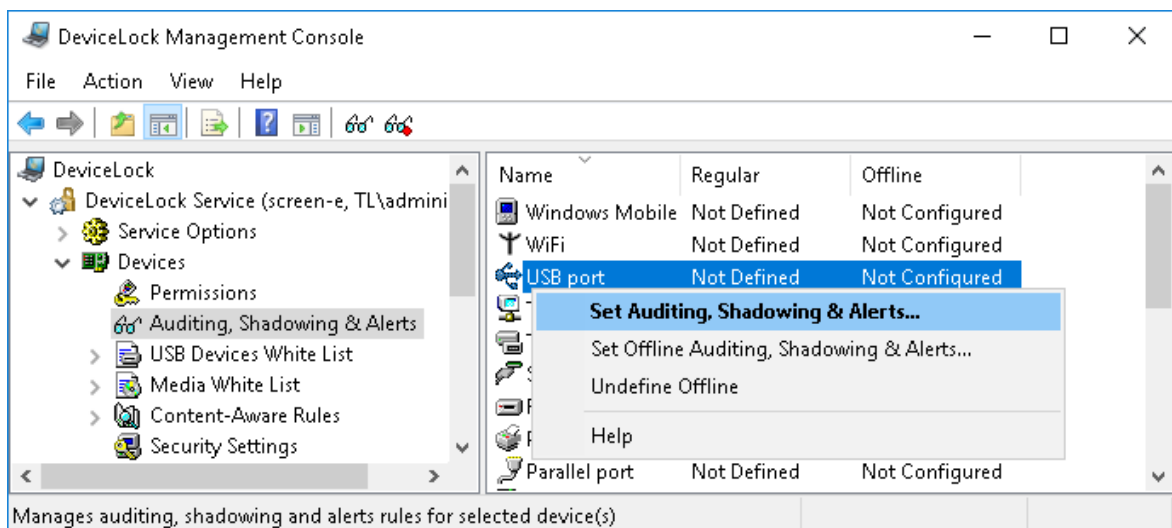 DeviceLock Management Console
File Action View Help
DeviceLock
DeviceLock Service (screen-e, TL\admini
Service Options
Devices
Permissions
Auditing, Shadowing & Alerts
USB Devices White List
Media White List
Content-Aware Rules
Security Settings
Name Regular Offline
Windows Mobile Not Defined Not Configured
WiFi Not Defined Not Configured
USB port Not Defined Not Configured
Set Auditing, Shadowing & Alerts...
Set Offline Auditing, Shadowing & Alerts...
Undefine Offline
Help
Parallel port Not Defined Not Configured
Manages auditing, shadowing and alerts rules for selected device(s)